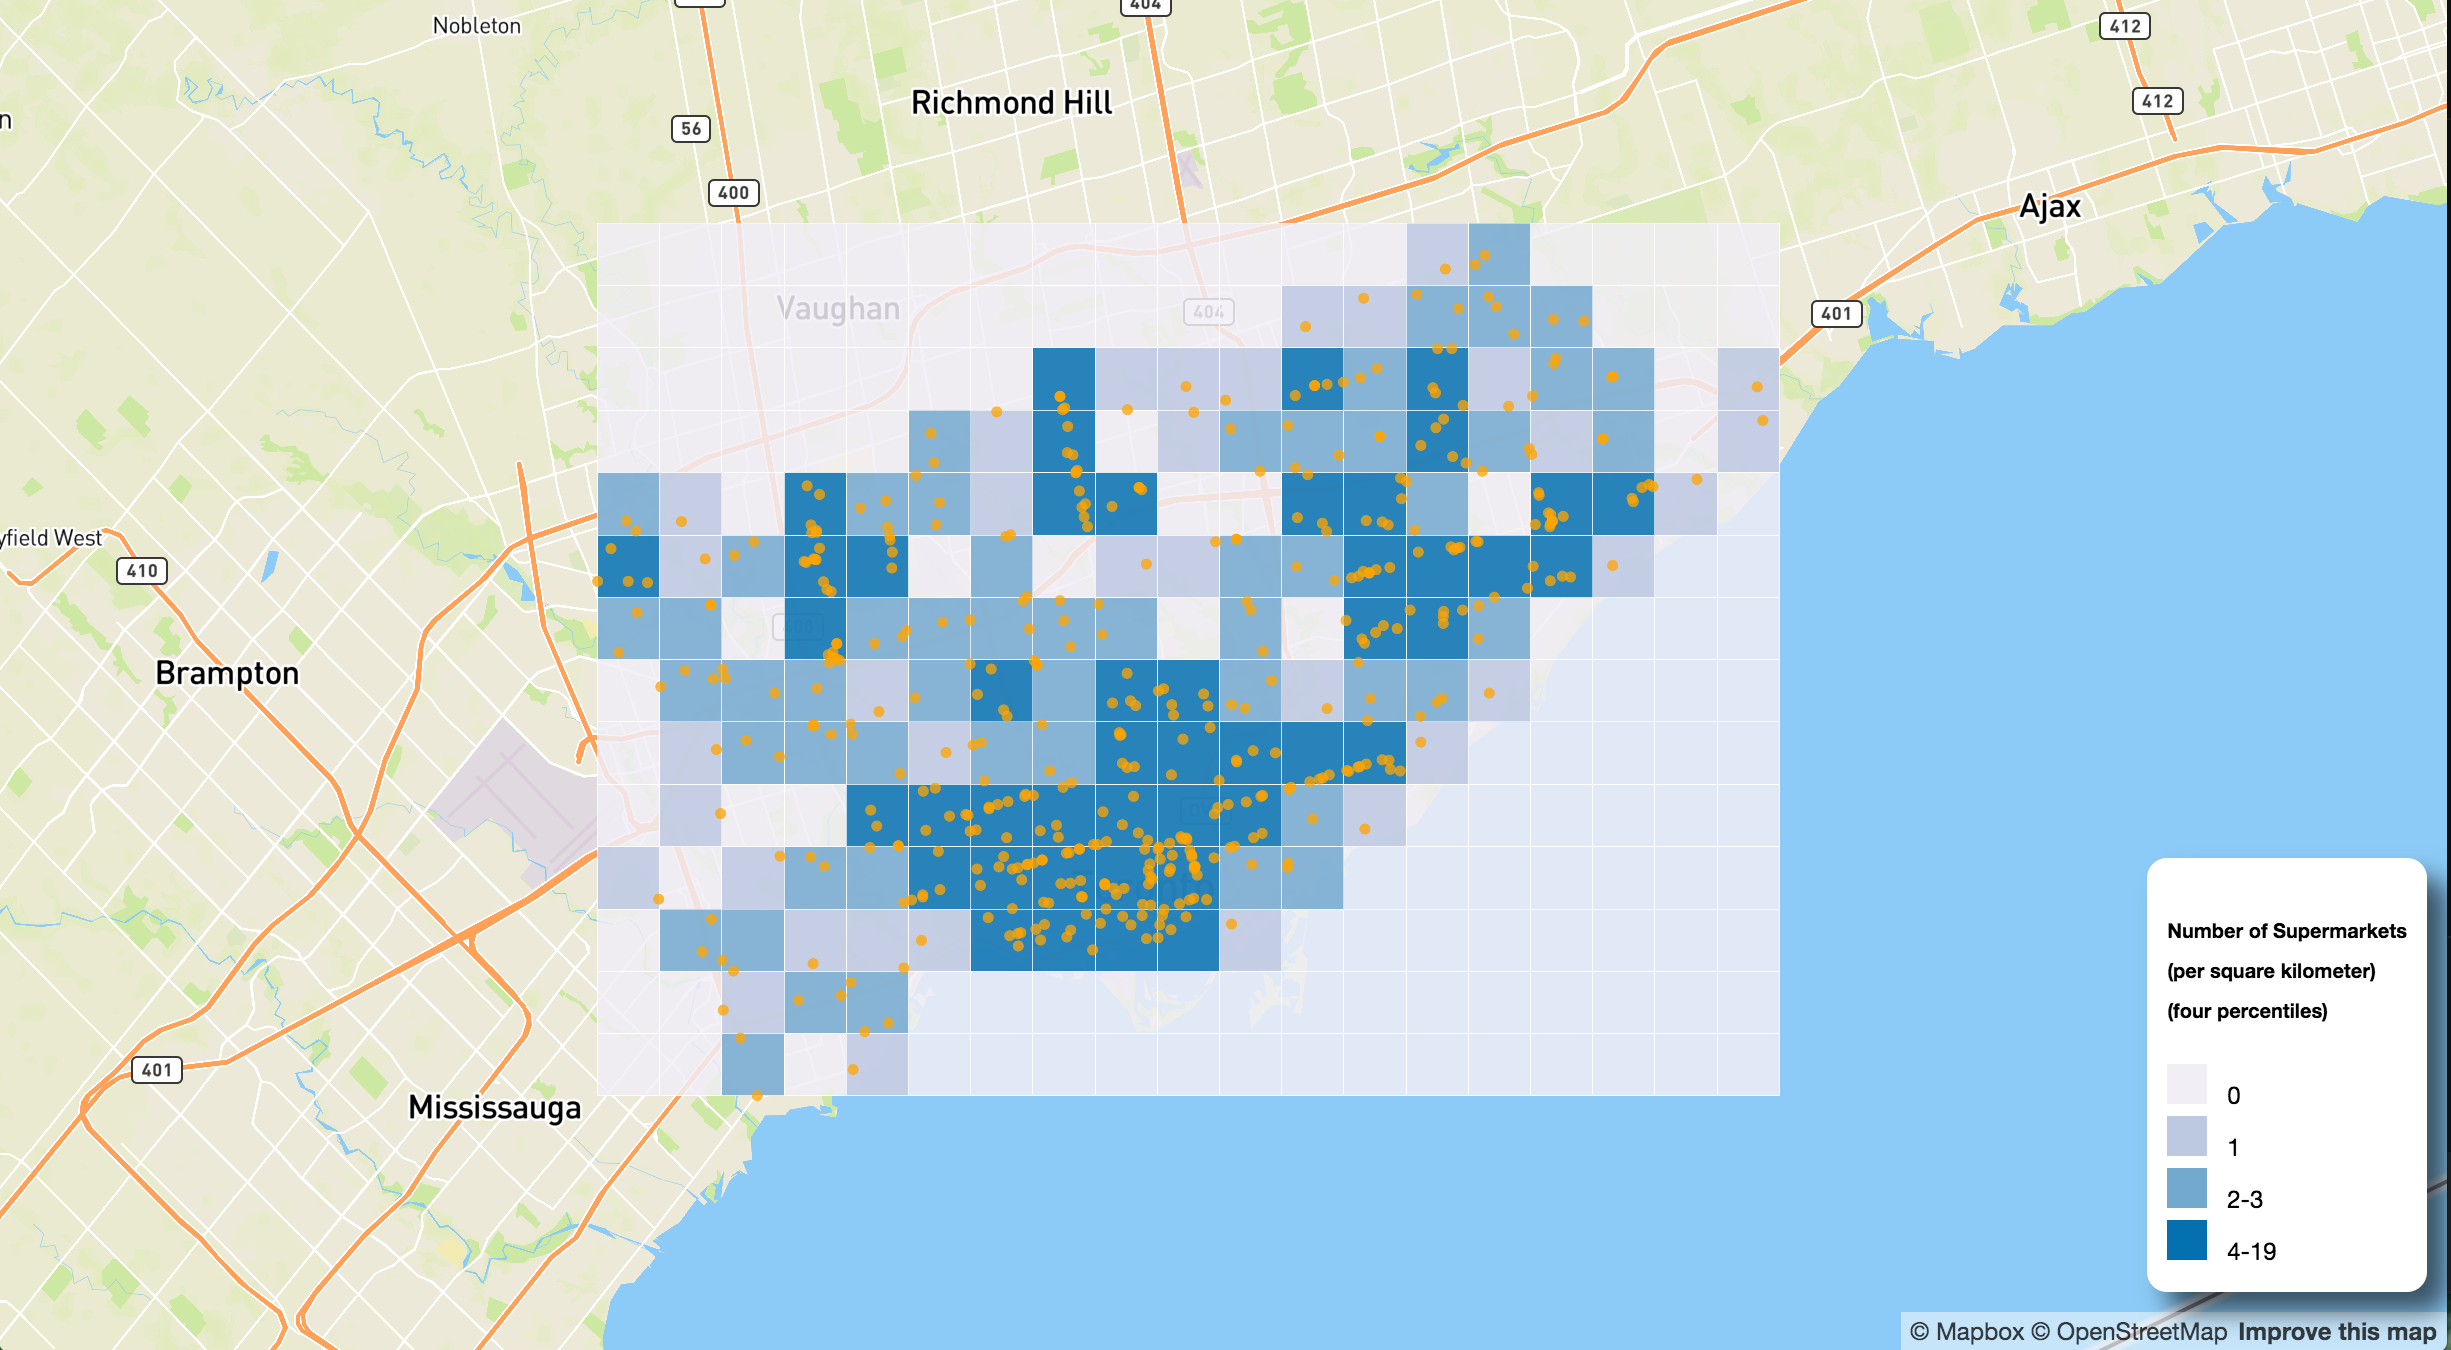 Nobleton
404
412
Richmond Hill
412
n
56
400
Ajax
Vaughan
404
401
yfield West
410
400
Brampton
401
Mississauga
Number of Supermarkets
(per square kilometer)
(four percentiles)
0
1
2-3
4-19
© Mapbox © OpenStreetMap Improve this map